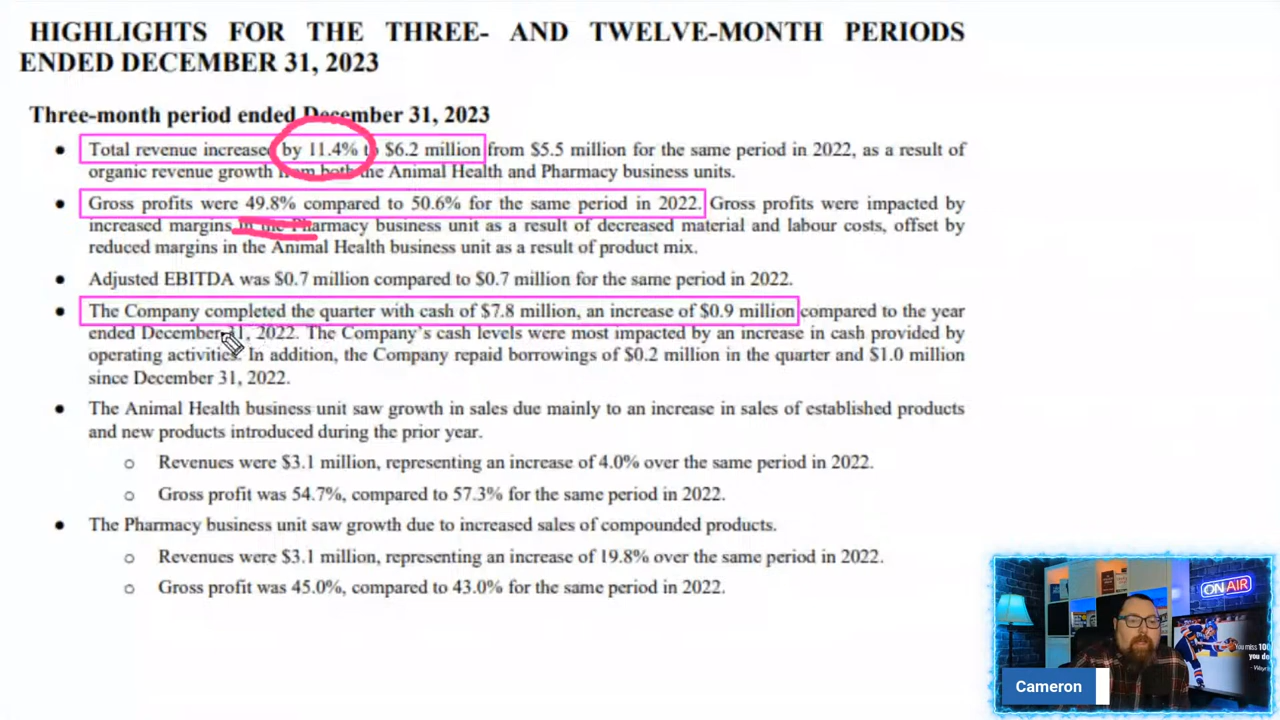 HIGHLIGHTS FOR THE THREE- AND TWELVE-MONTH PERIODS
ENDED DECEMBER 31, 2023
Three-month period ended December 31, 2023
● Total revenue increased by 11.4% to $6.2 million from $5.5 million for the same period in 2022, as a result of
organic revenue growth from both the Animal Health and Pharmacy business units.
● Gross profits were 49.8% compared to 50.6% for the same period in 2022. Gross profits were impacted by
increased margins in the Pharmacy business unit as a result of decreased material and labour costs, offset by
reduced margins in the Animal Health business unit as a result of product mix.
● Adjusted EBITDA was $0.7 million compared to $0.7 million for the same period in 2022.
● The Company completed the quarter with cash of $7.8 million, an increase of $0.9 million compared to the year
ended December 31, 2022. The Company's cash levels were most impacted by an increase in cash provided by
operating activities. In addition, the Company repaid borrowings of $0.2 million in the quarter and $1.0 million
since December 31, 2022.
● The Animal Health business unit saw growth in sales due mainly to an increase in sales of established products
and new products introduced during the prior year.
o Revenues were $3.1 million, representing an increase of 4.0% over the same period in 2022.
o Gross profit was 54.7%, compared to 57.3% for the same period in 2022.
● The Pharmacy business unit saw growth due to increased sales of compounded products.
o Revenues were $3.1 million, representing an increase of 19.8% over the same period in 2022.
o Gross profit was 45.0%, compared to 43.0% for the same period in 2022.
ON AIR
You miss 100
you do
Cameron